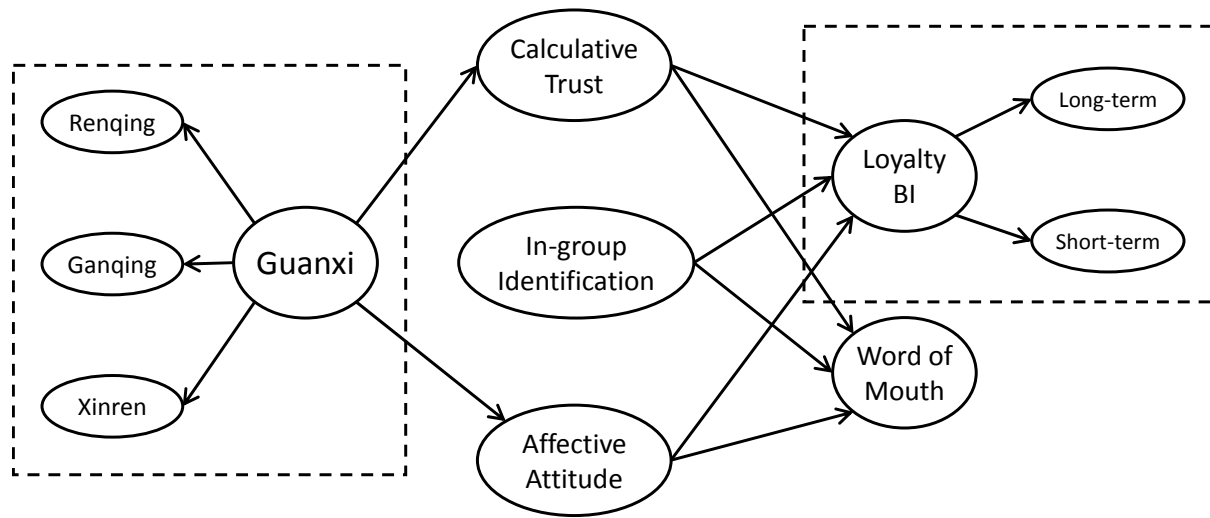 Renqing
Ganqing
Xinren
Guanxi
Calculative
Trust
In-group
Identification
Affective
Attitude
Loyalty
BI
Word of
Mouth
Long-term
Short-term